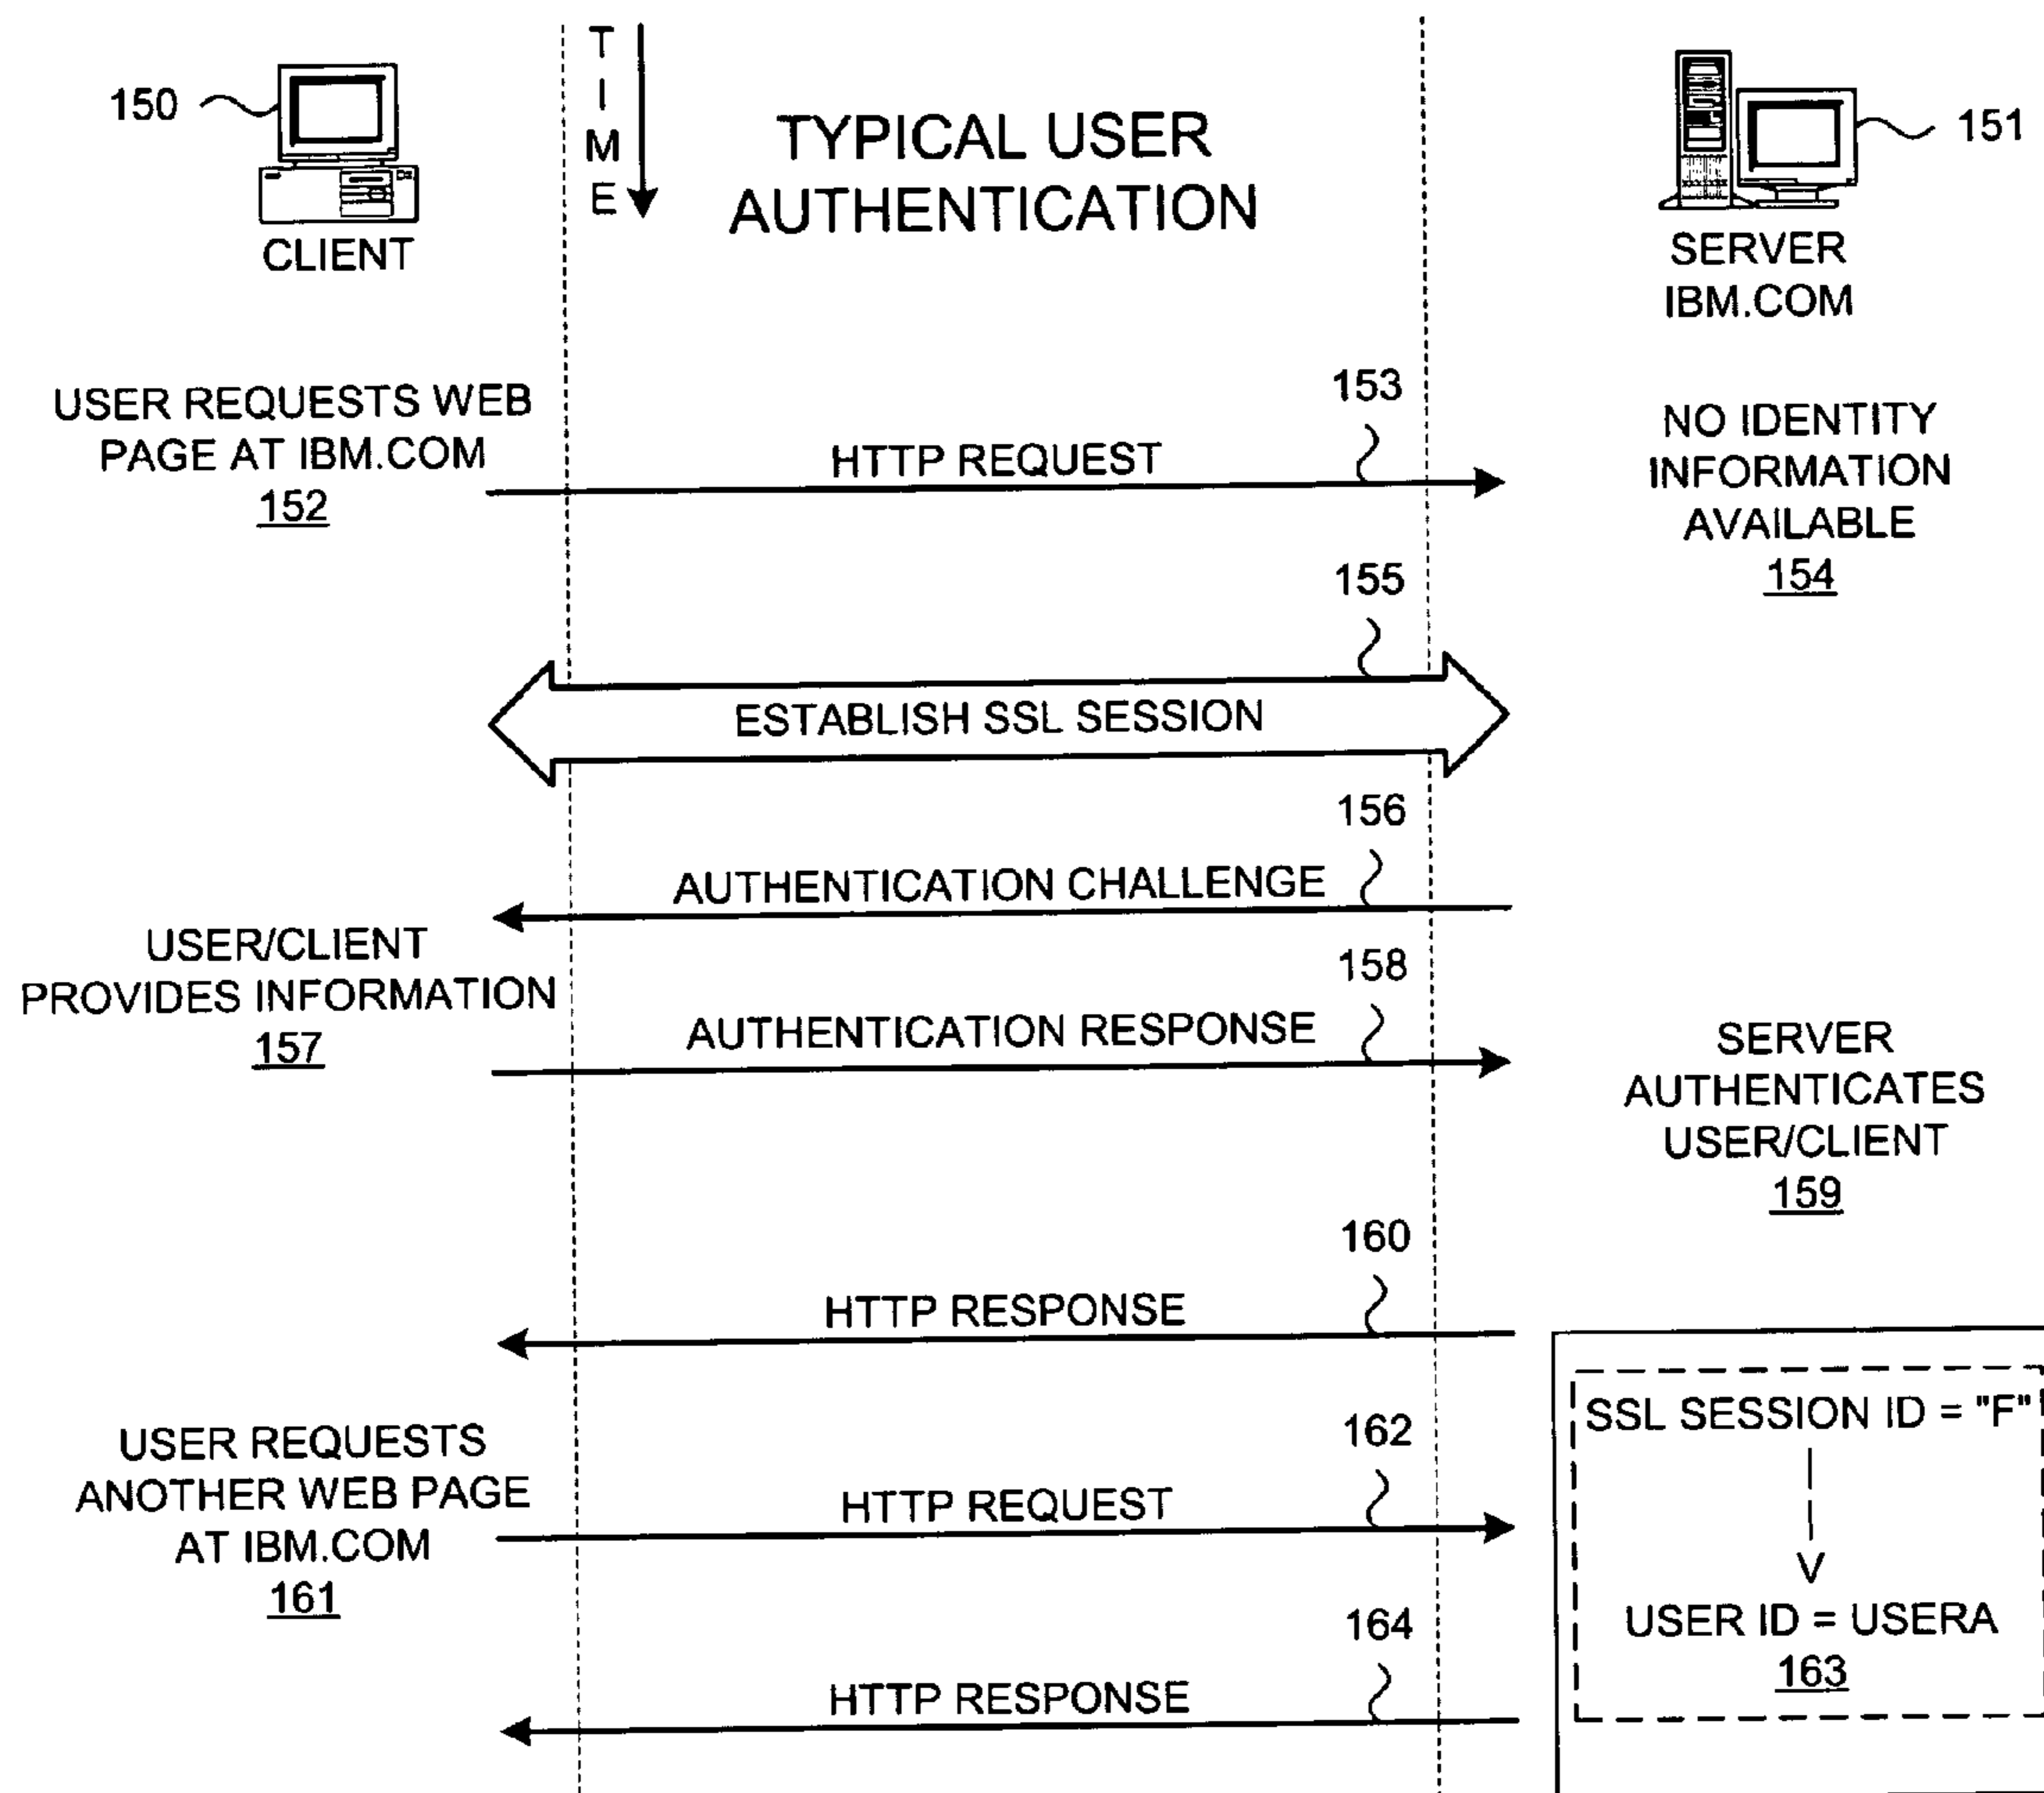 TIME
150
TYPICAL USER
AUTHENTICATION
151
CLIENT
SERVER
IBM.COM
USER REQUESTS WEB
PAGE AT IBM.COM
152
153
HTTP REQUEST
NO IDENTITY
INFORMATION
AVAILABLE
154
155
ESTABLISH SSL SESSION
156
AUTHENTICATION CHALLENGE
USER/CLIENT
PROVIDES INFORMATION
157
158
AUTHENTICATION RESPONSE
SERVER
AUTHENTICATES
USER/CLIENT
159
160
HTTP RESPONSE
SSL SESSION ID = "F"
USER REQUESTS
ANOTHER WEB PAGE
AT IBM.COM
161
162
HTTP REQUEST
V
USER ID = USERA
163
164
HTTP RESPONSE